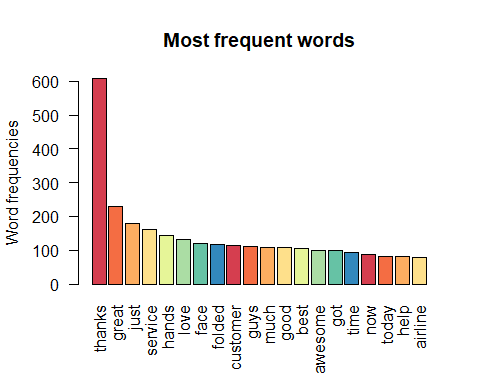 Most frequent words
Word frequencies
600
500
400
300
200
100
0
thanks
great
just
service
hands
love
face
folded
customer
guys
much
good
best
awesome
got
time
now
today
help
airline